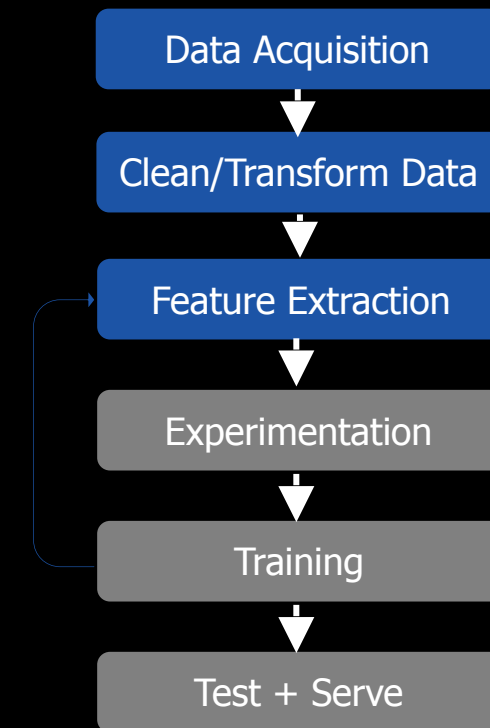 Data Acquisition
Clean/Transform Data
Feature Extraction
Experimentation
Training
Test + Serve